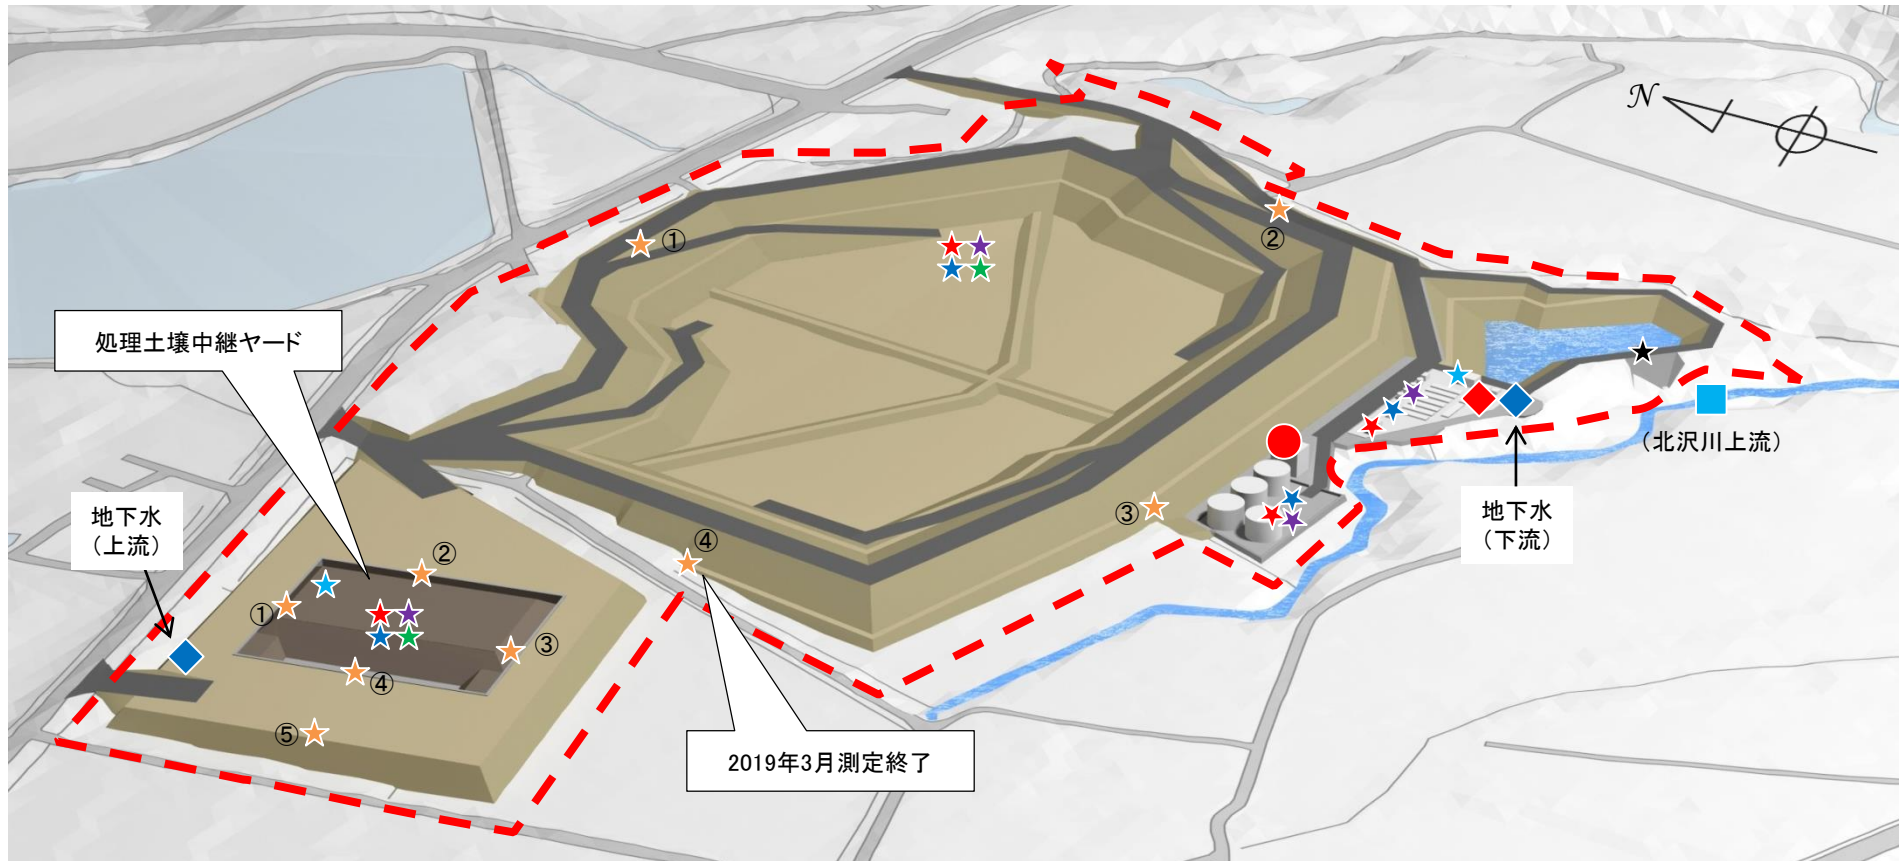 N
①
②
処理土壌中継ヤード
(北沢川上流)
地下水
(上流)
地下水
(下流)
③
④
②
①
③
④
⑤
2019年3月測定終了